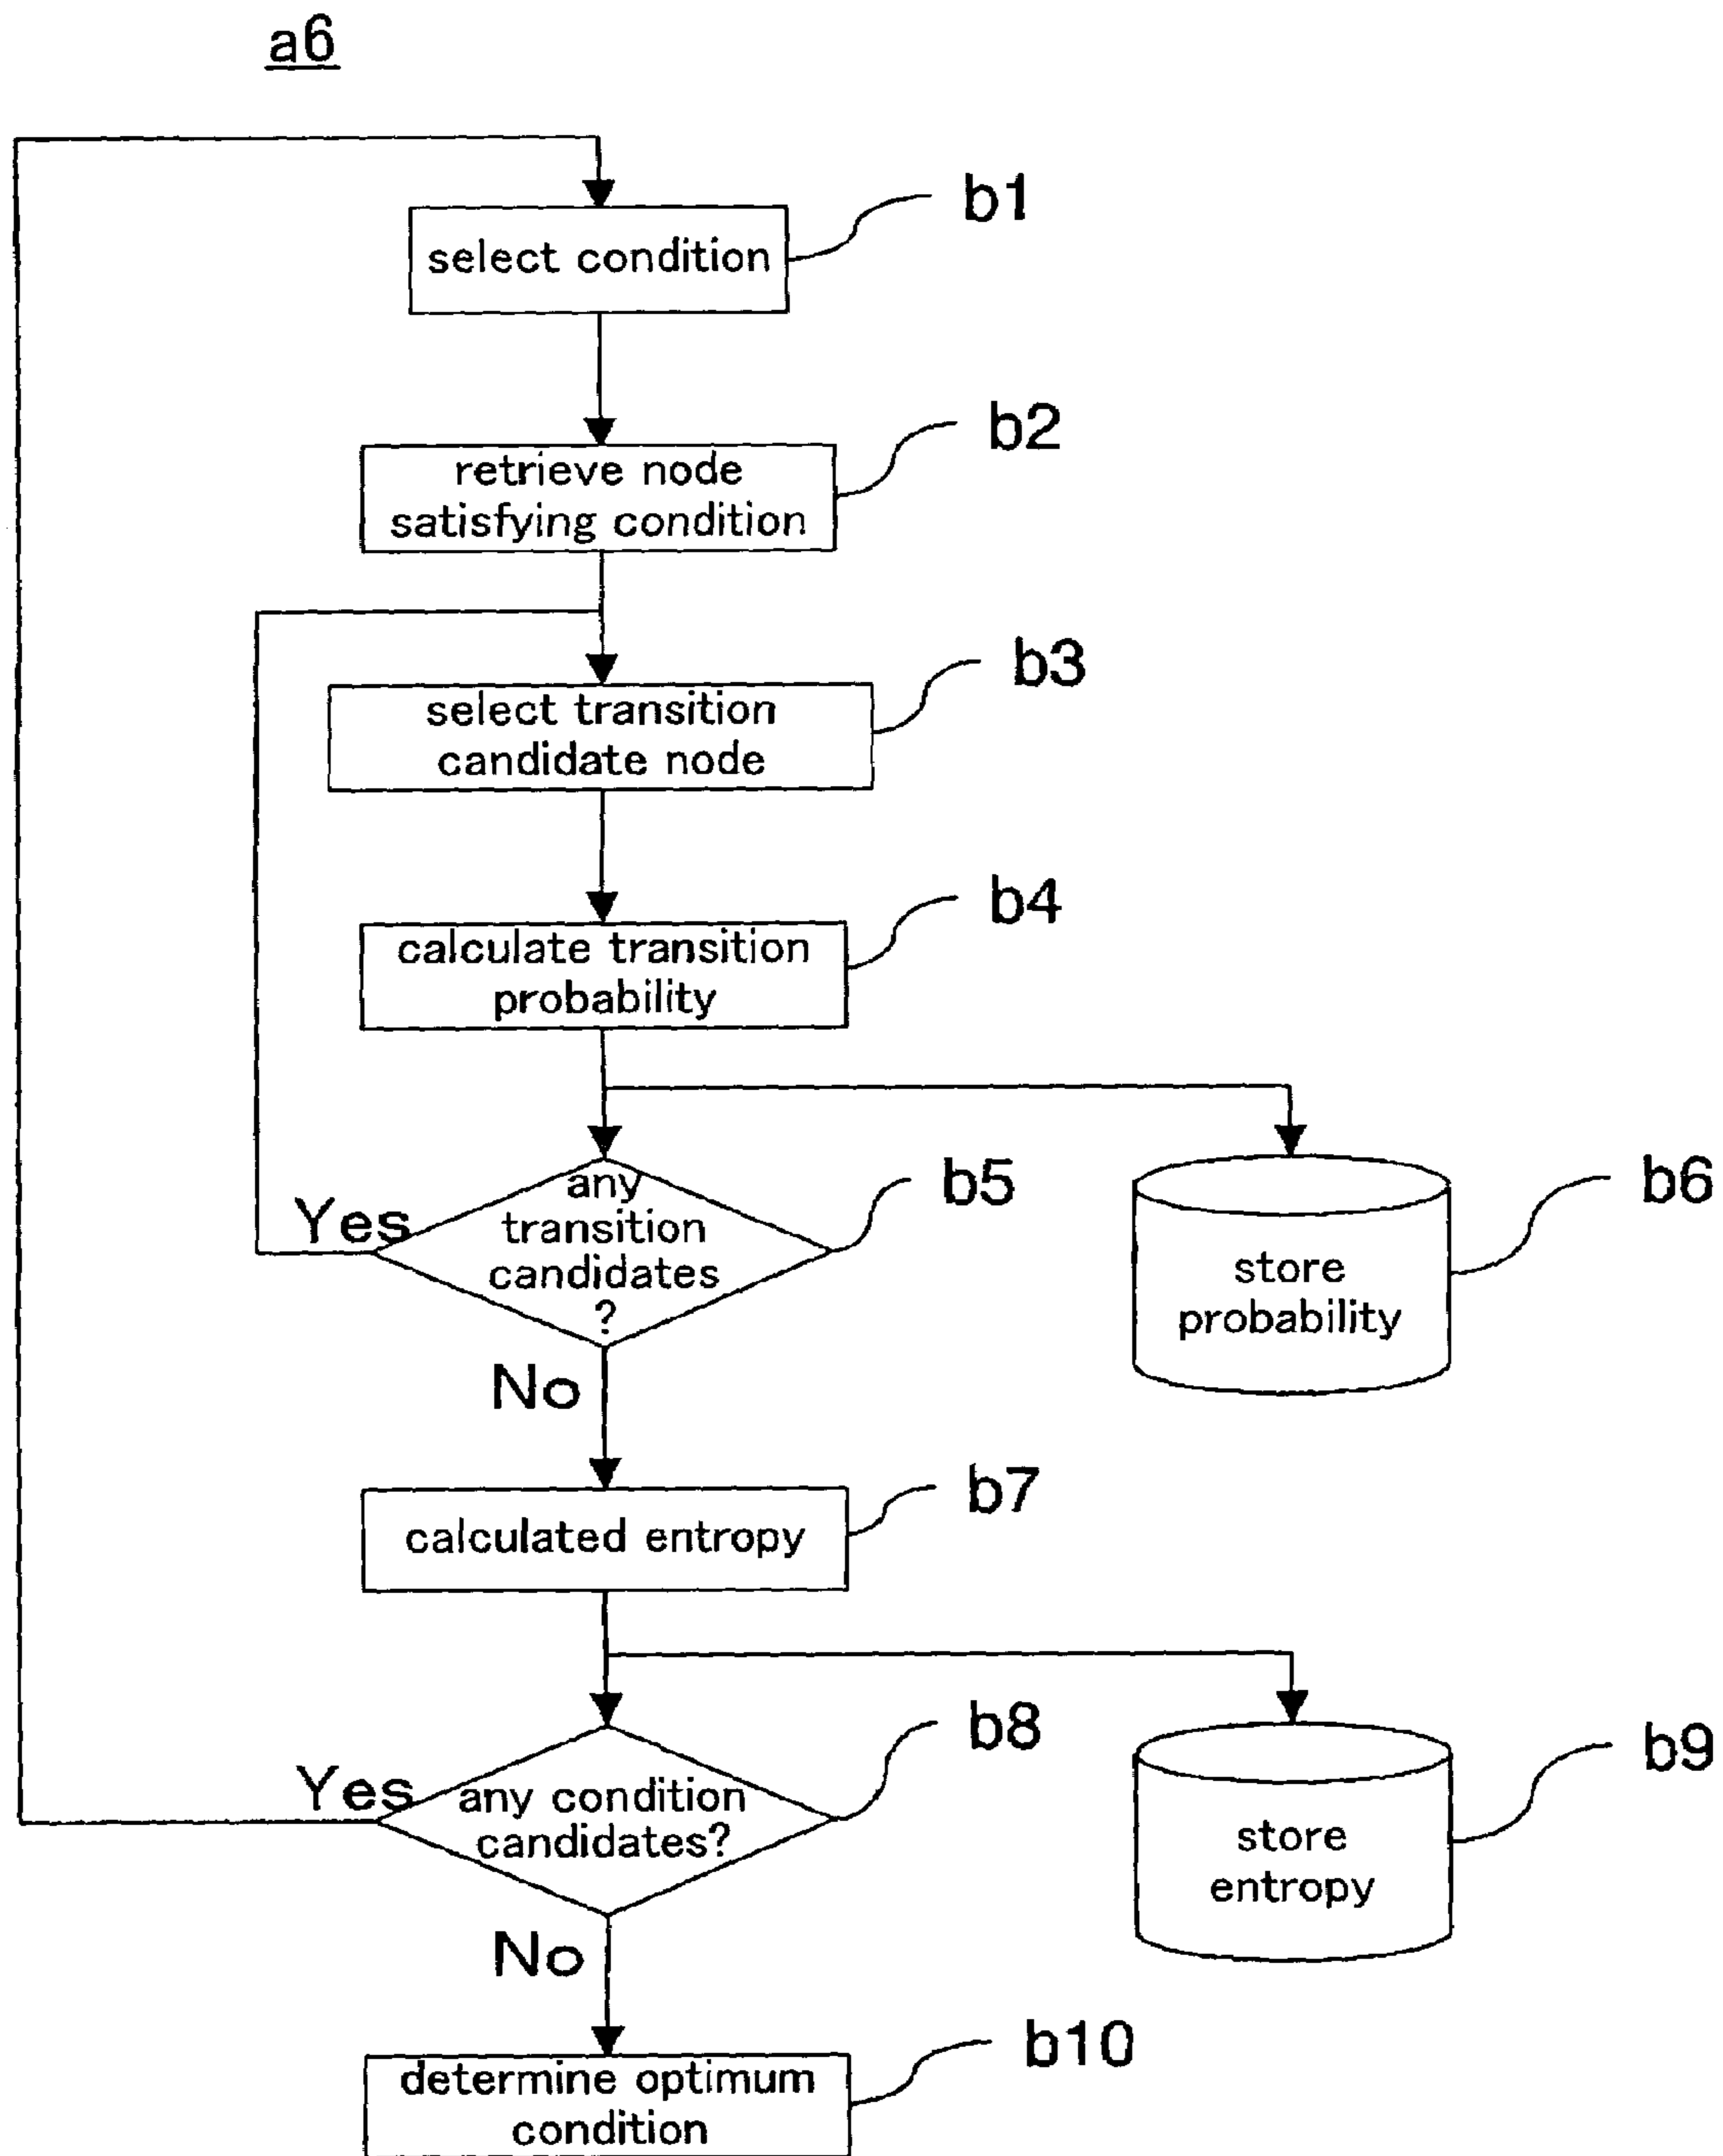 a6
b1
select condition
b2
retrieve node
satisfying condition
b3
select transition
candidate node
b4
calculate transition
probability
b5
any
transition
candidates
?
Yes
No
b6
store
probability
b7
calculated entropy
b8
any condition
candidates?
Yes
No
b9
store
entropy
b10
determine optimum
condition